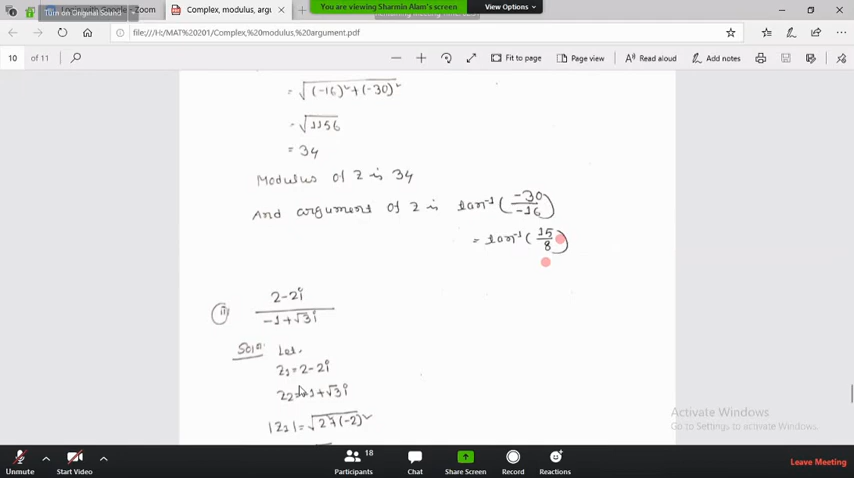 Turn on Original Sound
Zoom
Complex, modulus, argum
You are viewing Sharmin Alam's screen
View Options
file:///H:/MAT%20201/Complex,%20modulus,%20argument.pdf
10 of 11
Fit to page
Page view
Read aloud
Add notes
= √(-16)²+(-30)²
= √1156
= 34
Modulus of z is 34
And argument of z is tan⁻¹(-30/-16)
= tan⁻¹(15/8)
ii) 2-2i / -1+√3i
Solⁿ: Let,
z₁=2-2i
z₂=-1+√3i
|z₁|=√2²+(-2)²
Activate Windows
Go to Settings to activate Windows.
Unmute
Start Video
18
Participants
Chat
Share Screen
Record
Reactions
Leave Meeting